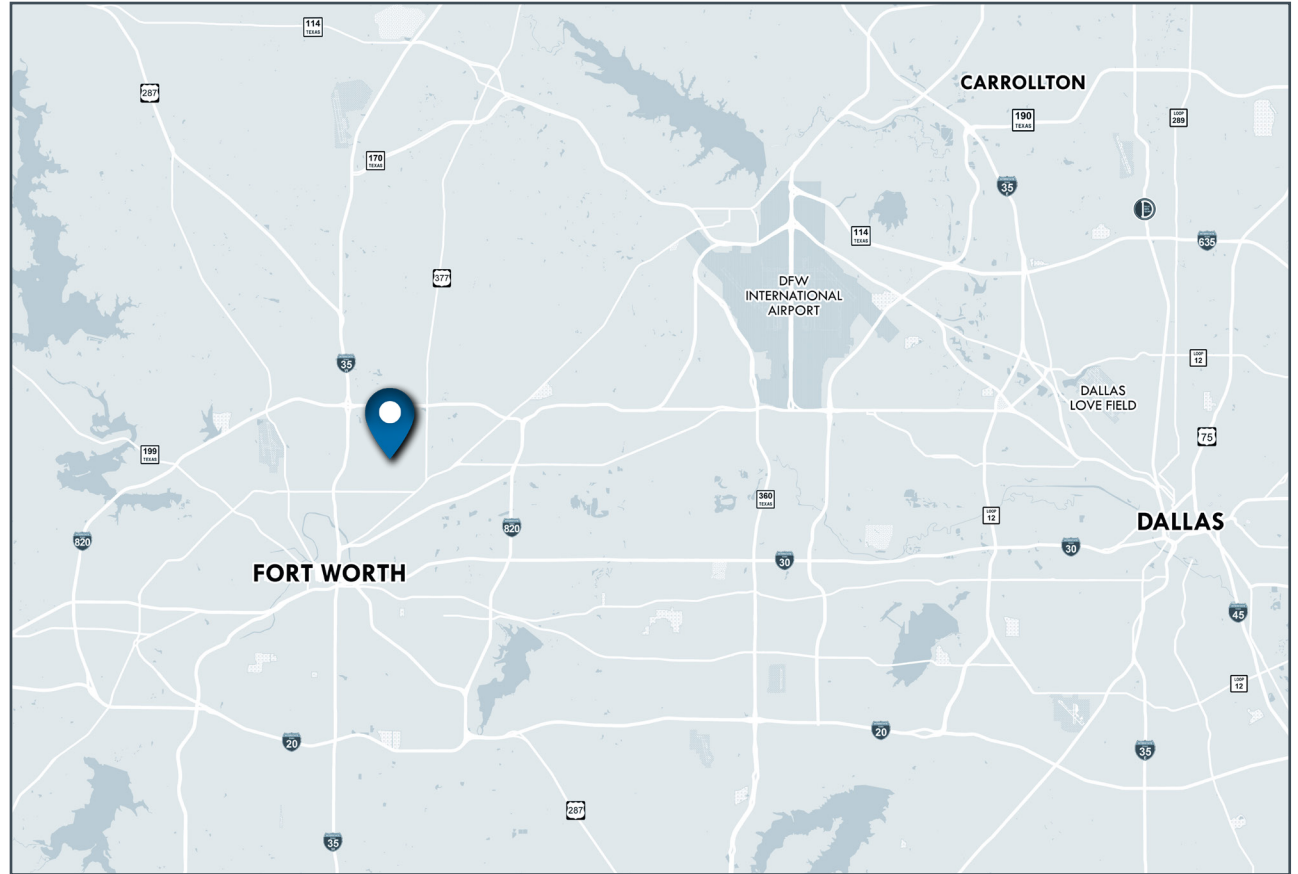 114
TEXAS
CARROLLTON
287
190
TEXAS
LOOP
289
170
TEXAS
35
114
TEXAS
635
377
DFW
INTERNATIONAL
AIRPORT
35
LOOP
12
DALLAS
LOVE FIELD
75
199
TEXAS
360
TEXAS
LOOP
12
DALLAS
820
820
30
30
FORT WORTH
45
LOOP
12
20
20
35
287
35